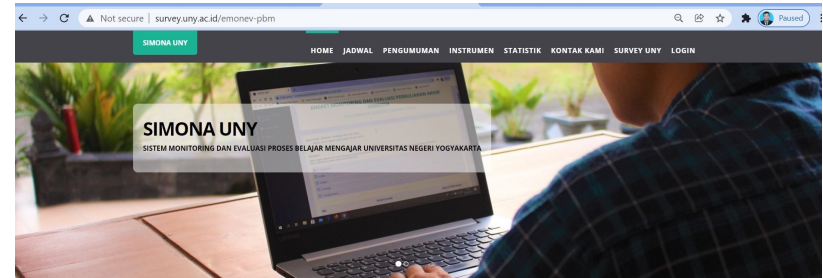 Not secure | survey.uny.ac.id/emonev-pbm
Paused
SIMONA UNY
HOME JADWAL PENGUMUMAN INSTRUMEN STATISTIK KONTAK KAMI SURVEY UNY LOGIN
SIMONA UNY
SISTEM MONITORING DAN EVALUASI PROSES BELAJAR MENGAJAR UNIVERSITAS NEGERI YOGYAKARTA